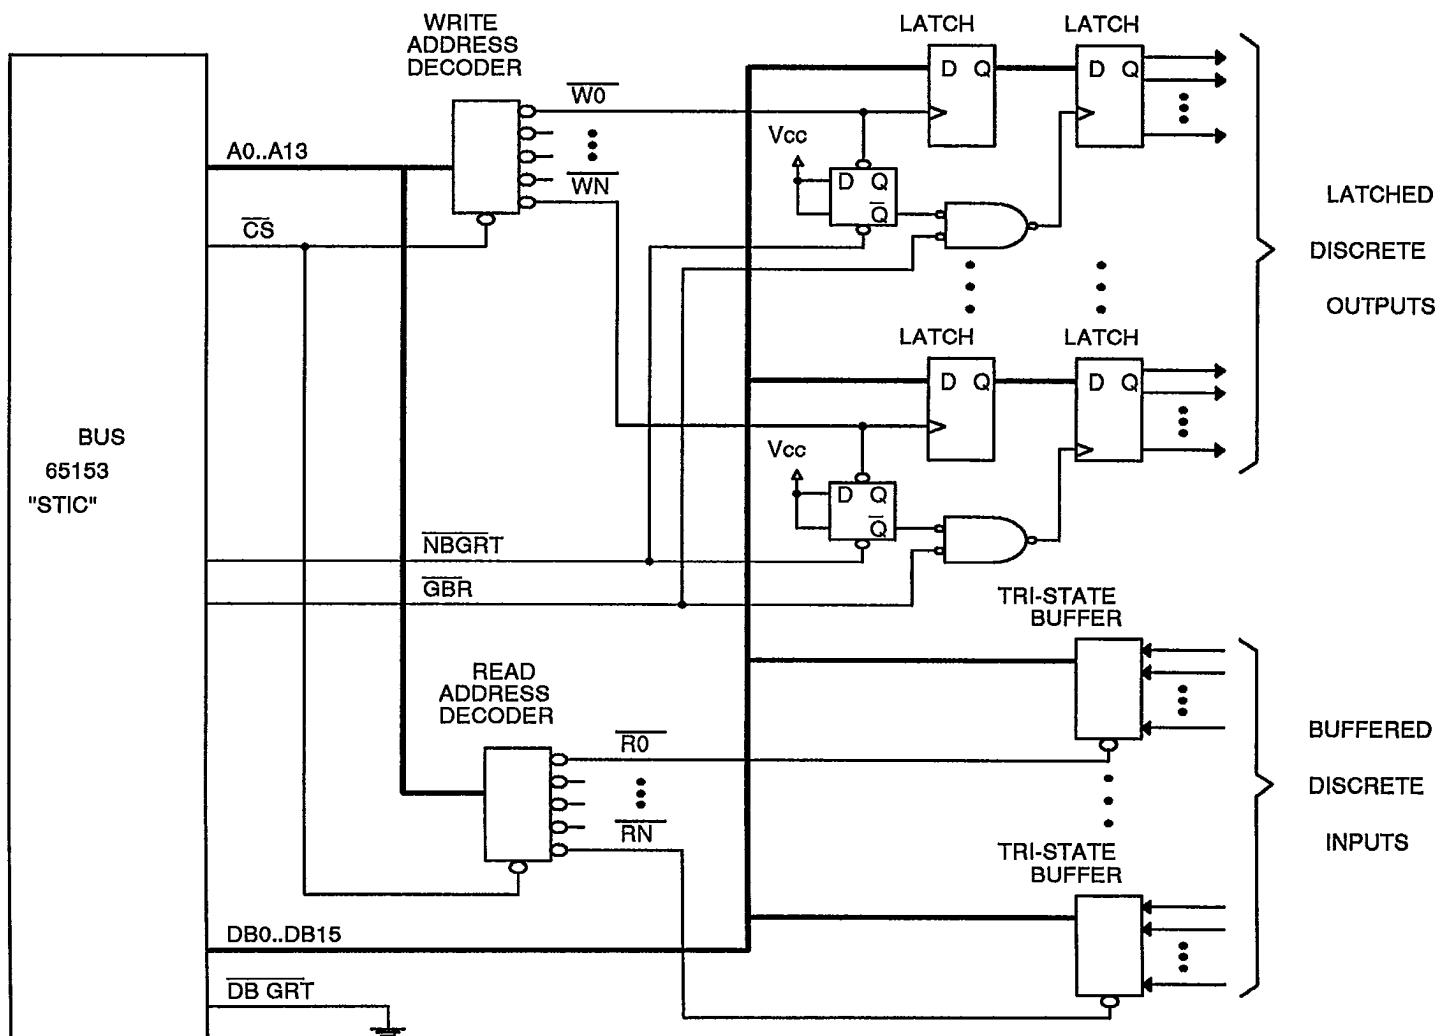 WRITE
ADDRESS
DECODER
LATCH
LATCH
D Q
D Q
W0
Vcc
A0..A13
WN
D Q
Q
CS
LATCHED
DISCRETE
OUTPUTS
LATCH
LATCH
D Q
D Q
BUS
65153
"STIC"
Vcc
D Q
Q
NBGRT
GBR
TRI-STATE
BUFFER
READ
ADDRESS
DECODER
R0
RN
BUFFERED
DISCRETE
INPUTS
TRI-STATE
BUFFER
DB0..DB15
DB GRT